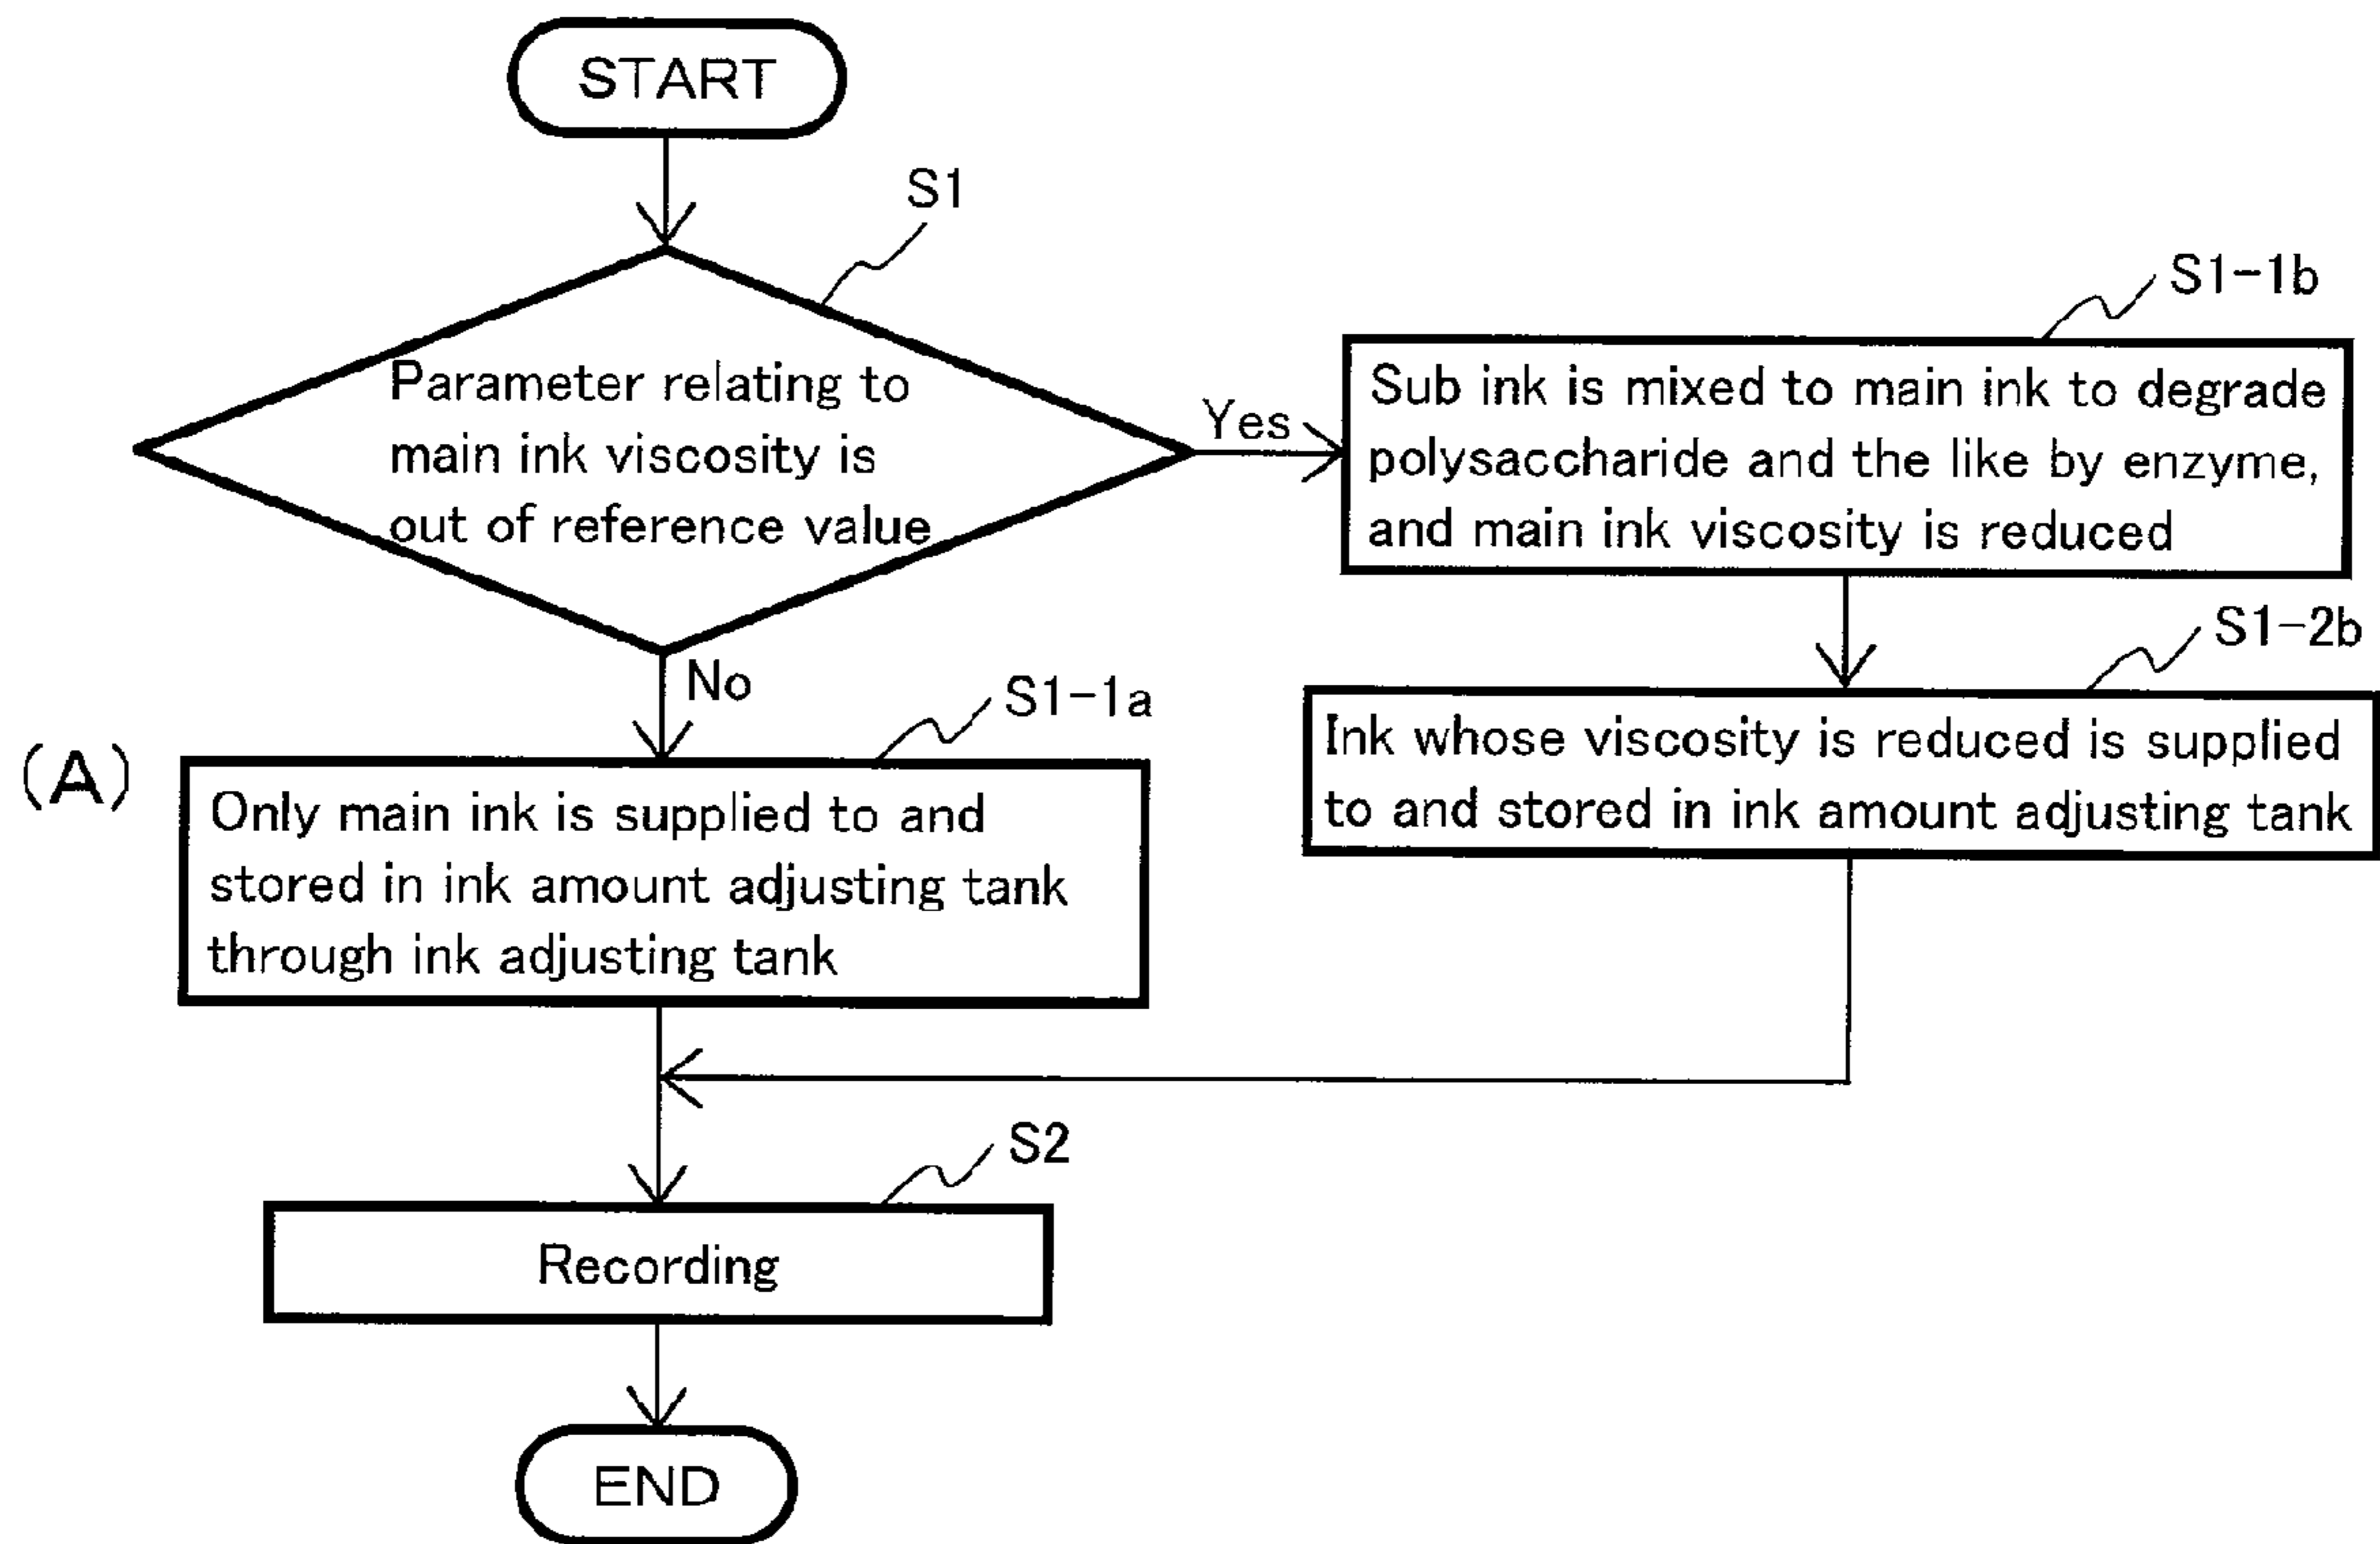 START
S1
Parameter relating to
main ink viscosity is
out of reference value
Yes
S1-1b
Sub ink is mixed to main ink to degrade
polysaccharide and the like by enzyme,
and main ink viscosity is reduced
S1-2b
Ink whose viscosity is reduced is supplied
to and stored in ink amount adjusting tank
No
S1-1a
(A)
Only main ink is supplied to and
stored in ink amount adjusting tank
through ink adjusting tank
S2
Recording
END